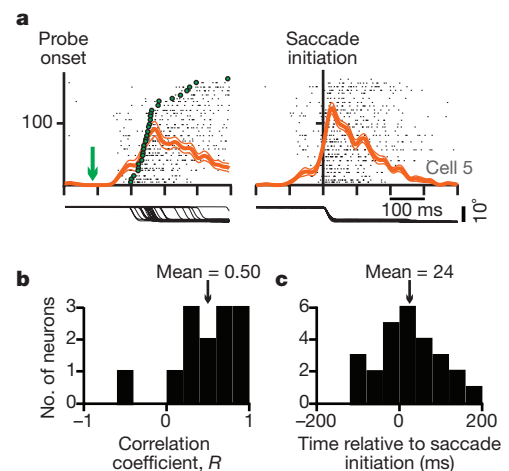 a
Probe onset
Saccade initiation
100
Cell 5
100 ms
10°
b
Mean = 0.50
No. of neurons
3
2
1
0
−1
0
1
Correlation coefficient, R
c
Mean = 24
6
4
2
0
−200
0
200
Time relative to saccade initiation (ms)